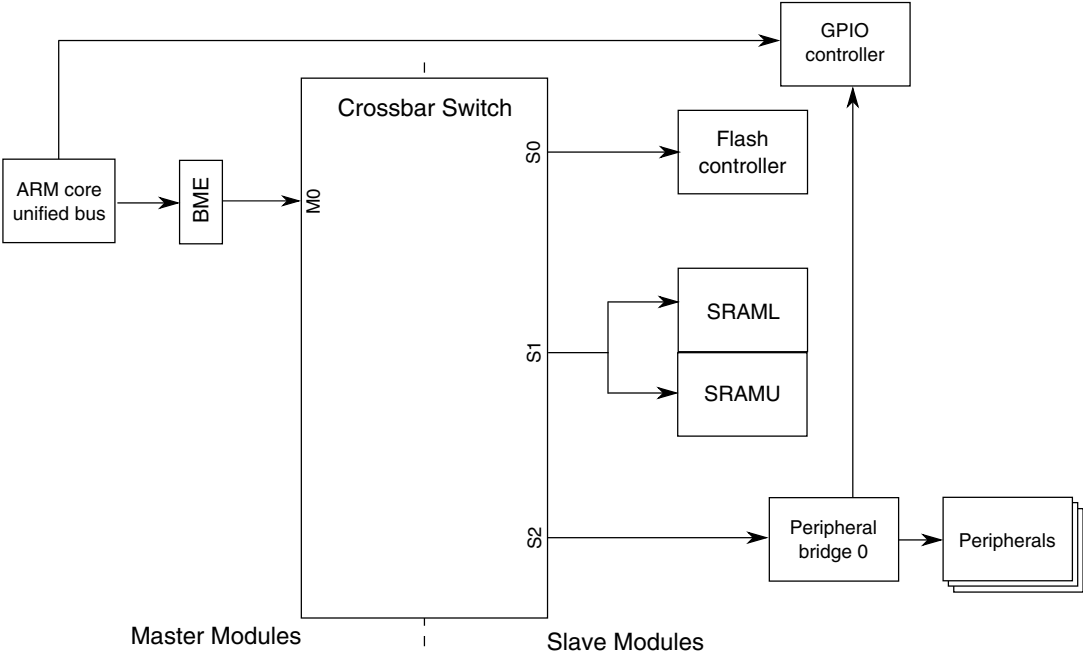 GPIO
controller
Crossbar Switch
S0
Flash
controller
ARM core
unified bus
BME
M0
SRAML
S1
SRAMU
S2
Peripheral
bridge 0
Peripherals
Master Modules
Slave Modules